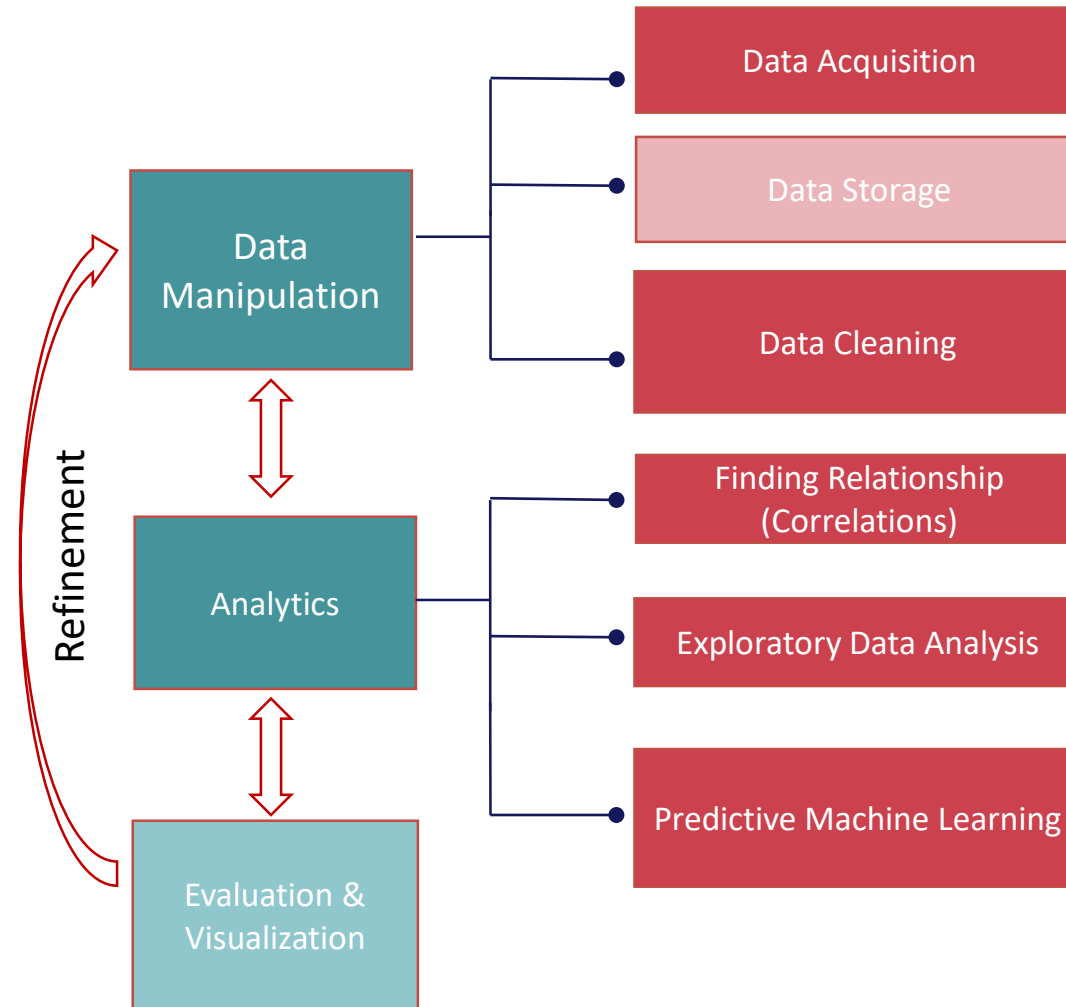 Data Acquisition
Data Storage
Data
Manipulation
Data Cleaning
Refinement
Finding Relationship
(Correlations)
Analytics
Exploratory Data Analysis
Predictive Machine Learning
Evaluation &
Visualization